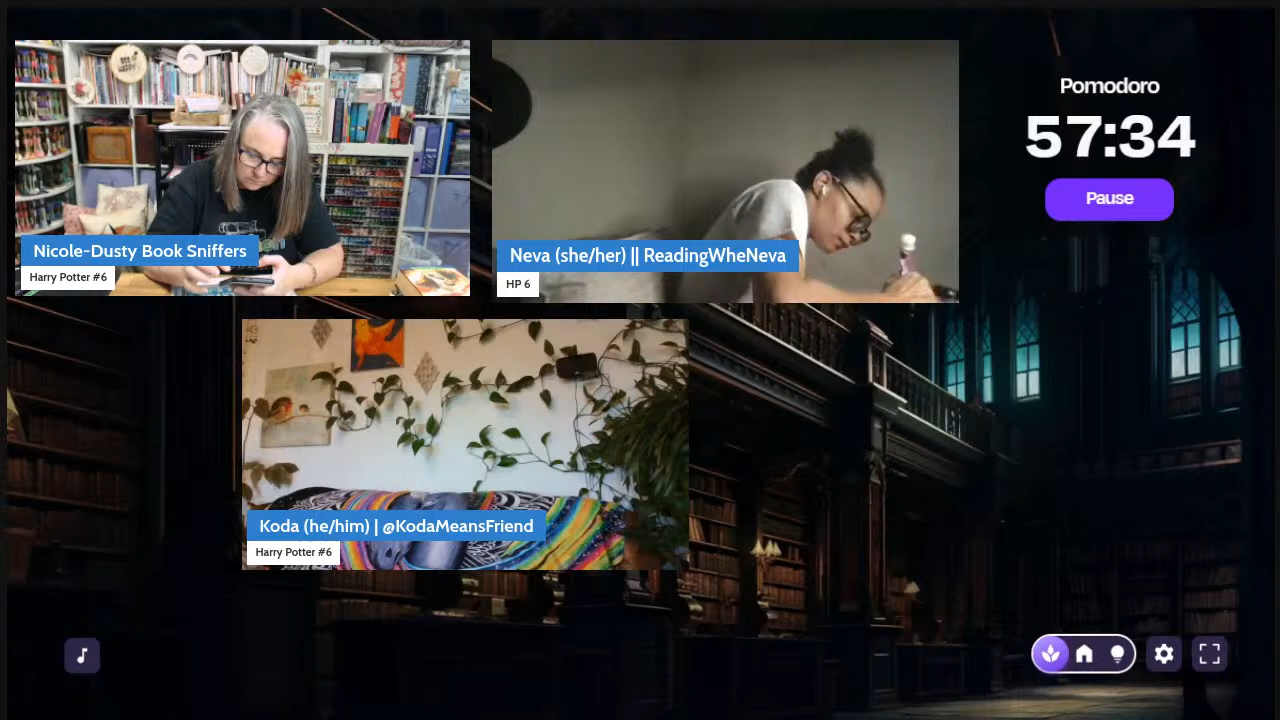 Pomodoro
57:34
Pause
Nicole-Dusty Book Sniffers
Harry Potter #6
Neva (she/her) || ReadingWheNeva
HP 6
Koda (he/him) | @KodaMeansFriend
Harry Potter #6